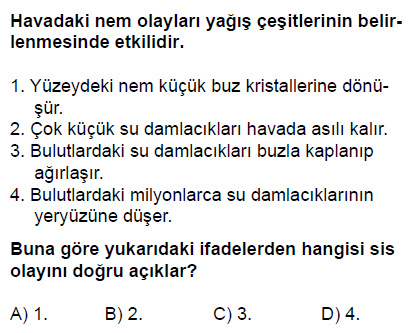 Havadaki nem olayları yağış çeşitlerinin belir-
lenmesinde etkilidir.
1. Yüzeydeki nem küçük buz kristallerine dönü-
şür.
2. Çok küçük su damlacıkları havada asılı kalır.
3. Bulutlardaki su damlacıkları buzla kaplanıp
ağırlaşır.
4. Bulutlardaki milyonlarca su damlacıklarının
yeryüzüne düşer.
Buna göre yukarıdaki ifadelerden hangisi sis
olayını doğru açıklar?
A) 1. B) 2. C) 3. D) 4.